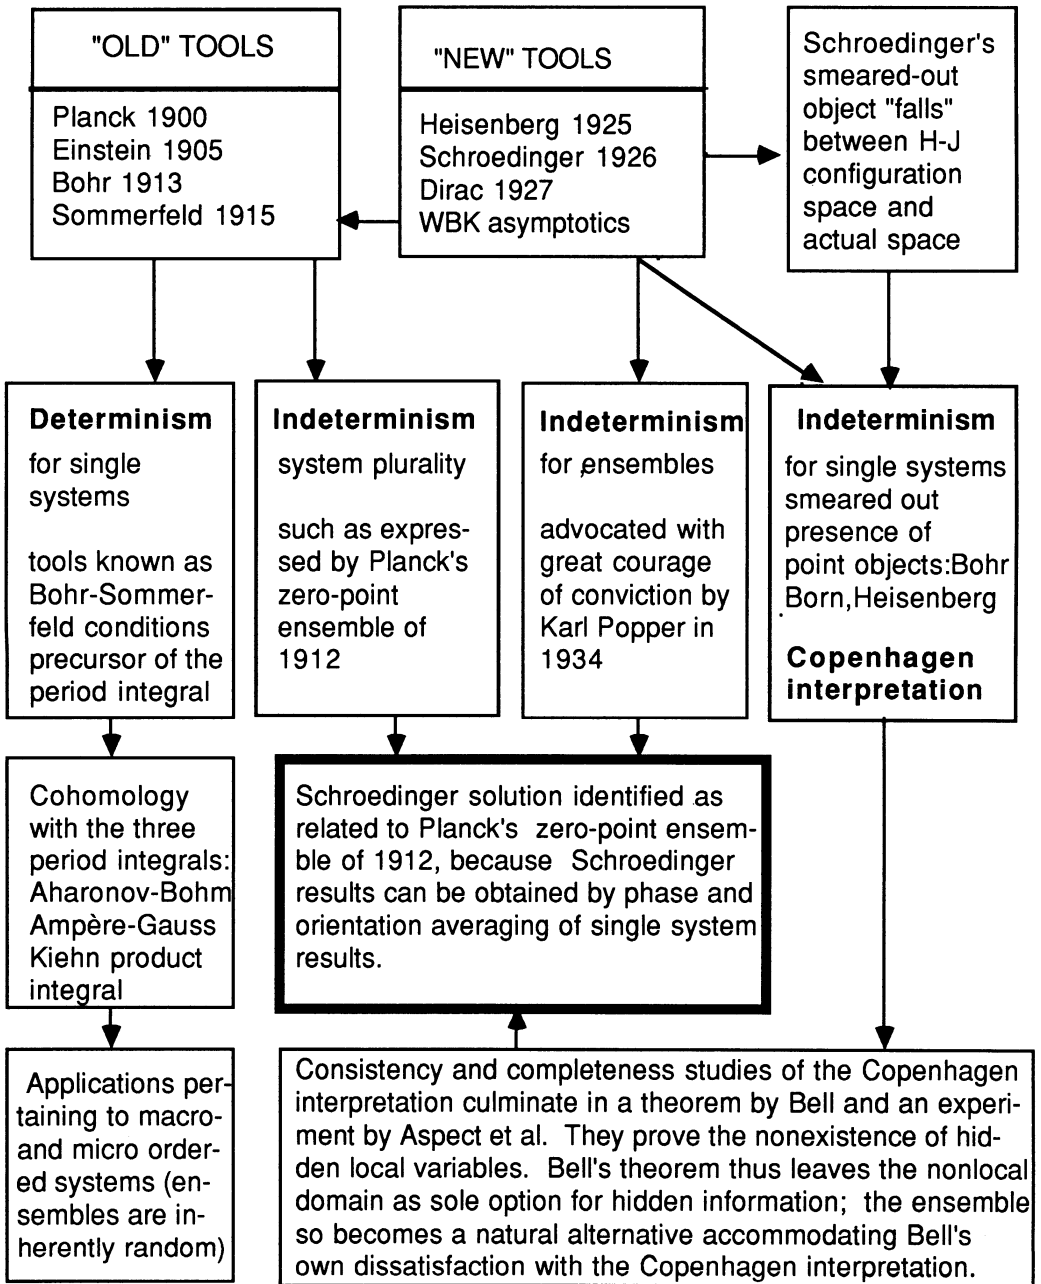 "OLD" TOOLS
Planck 1900
Einstein 1905
Bohr 1913
Sommerfeld 1915
"NEW" TOOLS
Heisenberg 1925
Schroedinger 1926
Dirac 1927
WBK asymptotics
Schroedinger's
smeared-out
object "falls"
between H-J
configuration
space and
actual space
Determinism
for single
systems
tools known as
Bohr-Sommer-
feld conditions
precursor of the
period integral
Indeterminism
system plurality
such as expres-
sed by Planck's
zero-point
ensemble of
1912
Indeterminism
for ensembles
advocated with
great courage
of conviction by
Karl Popper in
1934
Indeterminism
for single systems
smeared out
presence of
point objects:Bohr
Born,Heisenberg
Copenhagen
interpretation
Cohomology
with the three
period integrals:
Aharonov-Bohm
Ampère-Gauss
Kiehn product
integral
Schroedinger solution identified as
related to Planck's zero-point ensem-
ble of 1912, because Schroedinger
results can be obtained by phase and
orientation averaging of single system
results.
Applications per-
taining to macro-
and micro order-
ed systems (en-
sembles are in-
herently random)
Consistency and completeness studies of the Copenhagen
interpretation culminate in a theorem by Bell and an experi-
ment by Aspect et al. They prove the nonexistence of hid-
den local variables. Bell's theorem thus leaves the nonlocal
domain as sole option for hidden information; the ensemble
so becomes a natural alternative accommodating Bell's
own dissatisfaction with the Copenhagen interpretation.